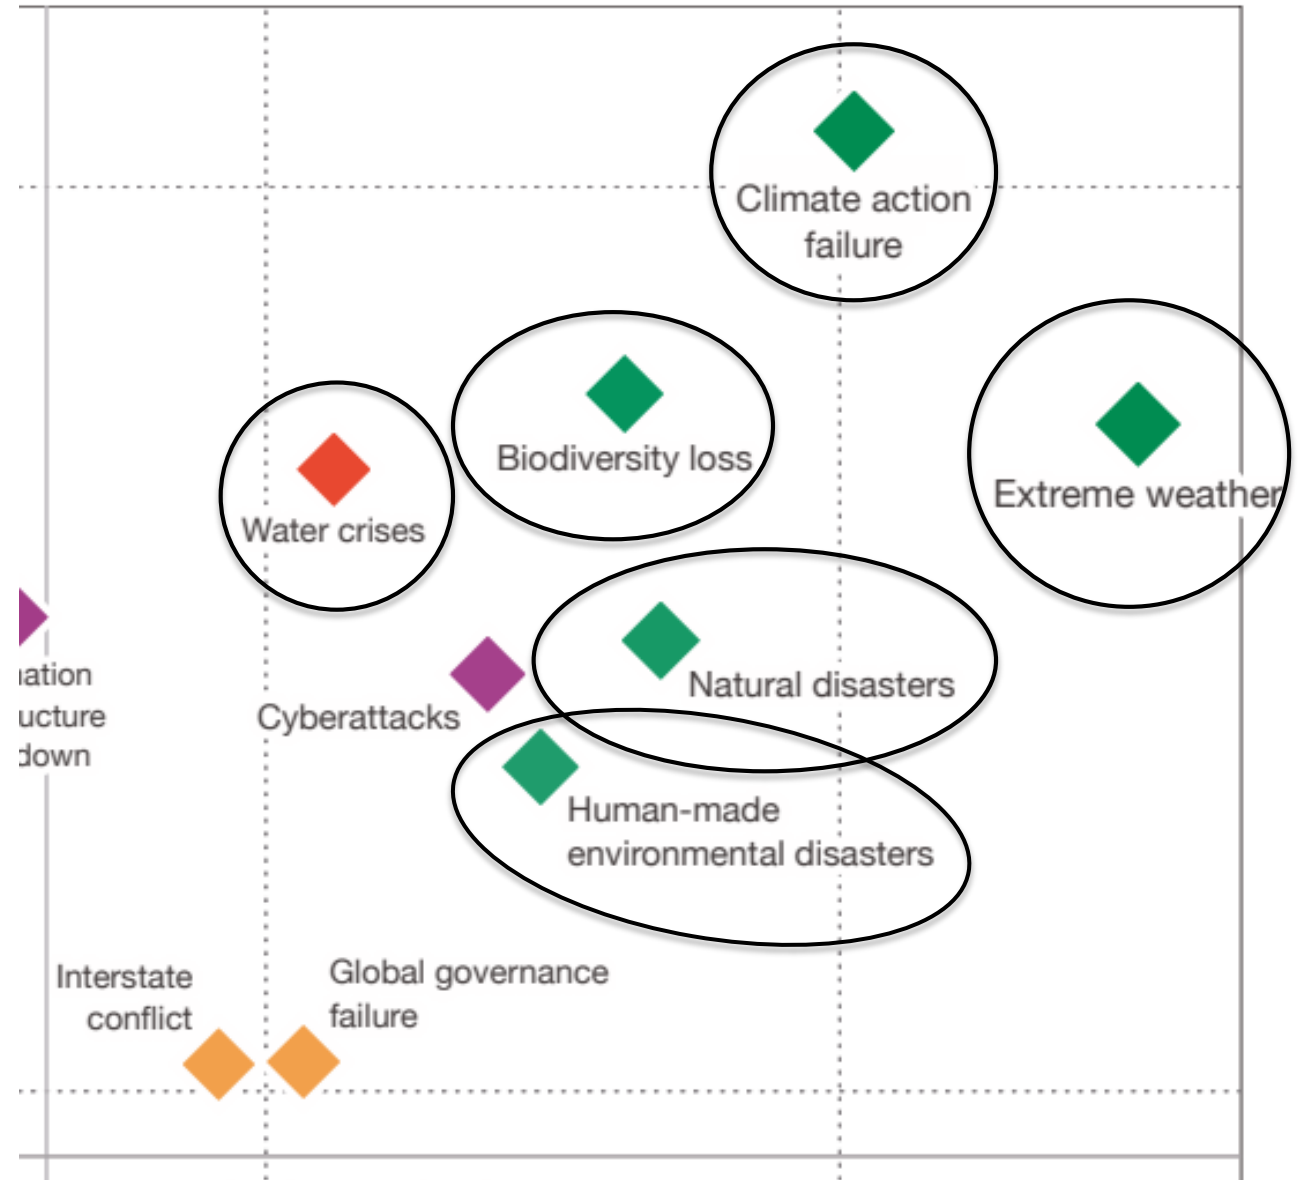 Climate action
failure
Biodiversity loss
Extreme weather
Water crises
Natural disasters
Cyberattacks
Human-made
environmental disasters
Interstate
conflict
Global governance
failure